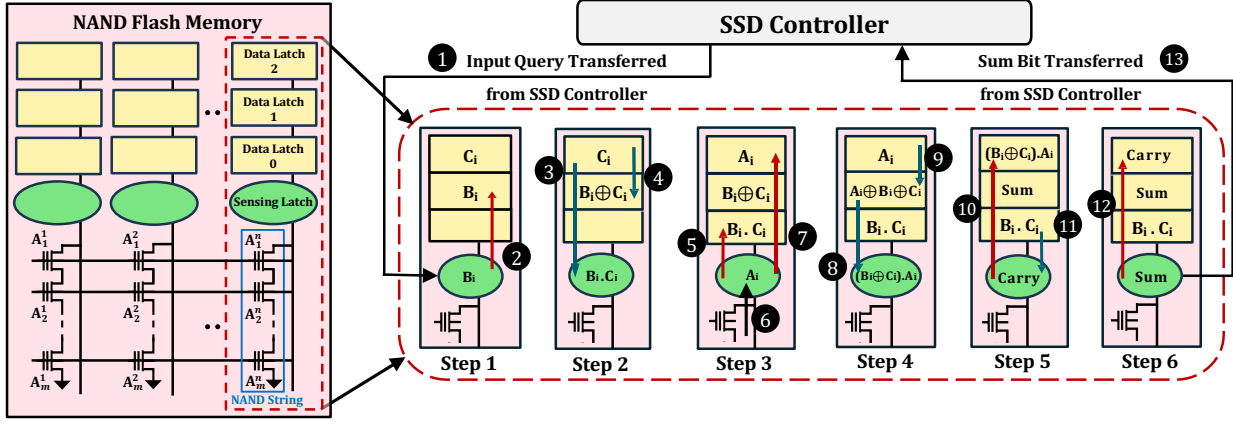 NAND Flash Memory
Data Latch
2
Data Latch
1
Data Latch
0
Sensing Latch
A₁¹
A₁²
A₁ⁿ
A₂¹
A₂²
A₂ⁿ
Aₘ¹
Aₘ²
Aₘⁿ
NAND String
SSD Controller
1 Input Query Transferred
from SSD Controller
Sum Bit Transferred 13
from SSD Controller
Cᵢ
Bᵢ
2
Bᵢ
Step 1
3
Cᵢ
4
Bᵢ⊕Cᵢ
Bᵢ.Cᵢ
Step 2
Aᵢ
Bᵢ⊕Cᵢ
Bᵢ . Cᵢ
5
7
Aᵢ
6
Step 3
Aᵢ
9
Aᵢ⊕Bᵢ⊕Cᵢ
Bᵢ . Cᵢ
8
(Bᵢ⊕Cᵢ).Aᵢ
Step 4
(Bᵢ⊕Cᵢ).Aᵢ
Sum
10
Bᵢ. Cᵢ
11
Carry
Step 5
Carry
12
Sum
Bᵢ . Cᵢ
Sum
Step 6